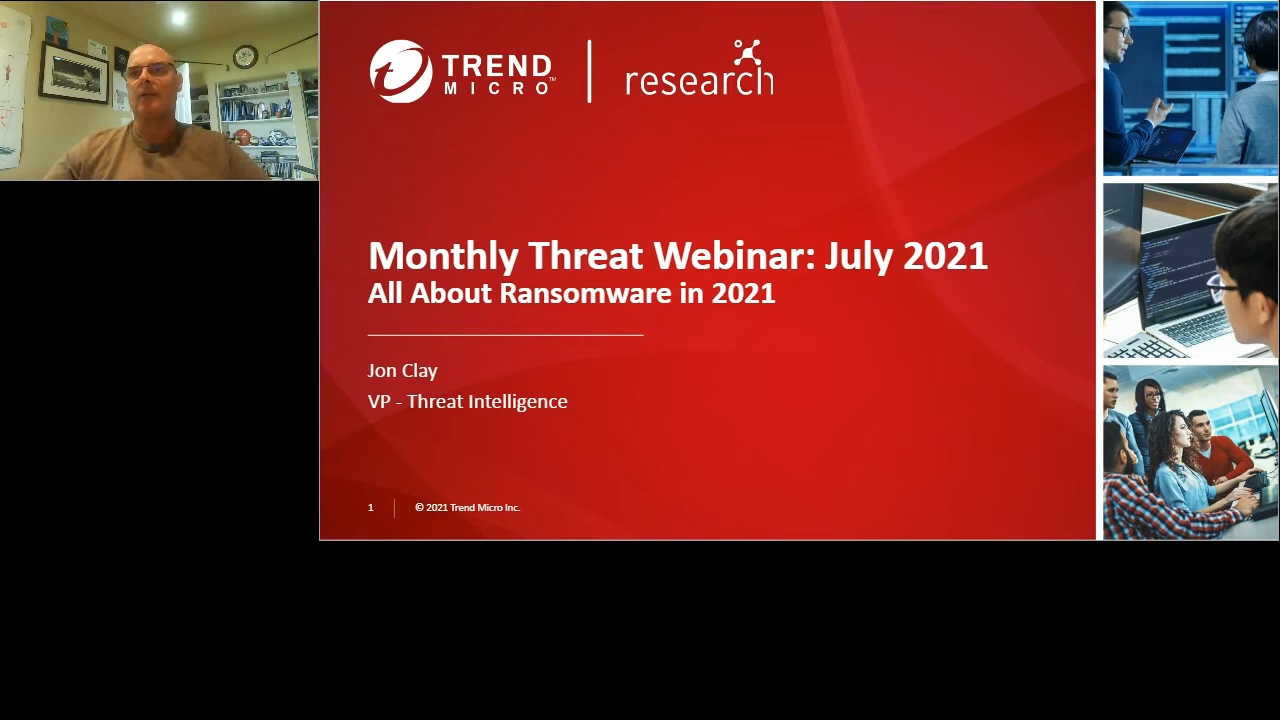 TREND
MICRO™
research
Monthly Threat Webinar: July 2021
All About Ransomware in 2021
Jon Clay
VP - Threat Intelligence
1
© 2021 Trend Micro Inc.